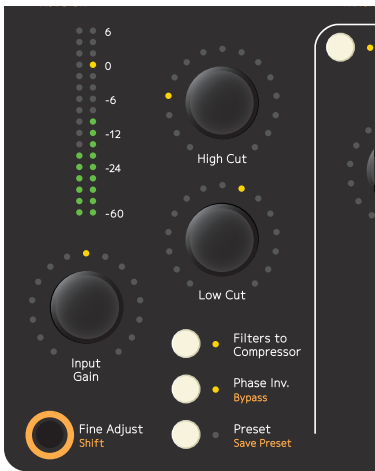 6
0
-6
-12
-24
-60
High Cut
Low Cut
Input
Gain
Filters to
Compressor
Phase Inv.
Bypass
Fine Adjust
Shift
Preset
Save Preset